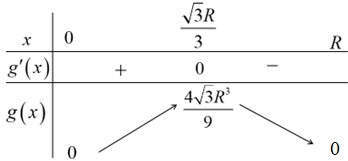 x 0 √3R/3 R
g′(x) + 0 −
g(x) 0 4√3R³/9 0